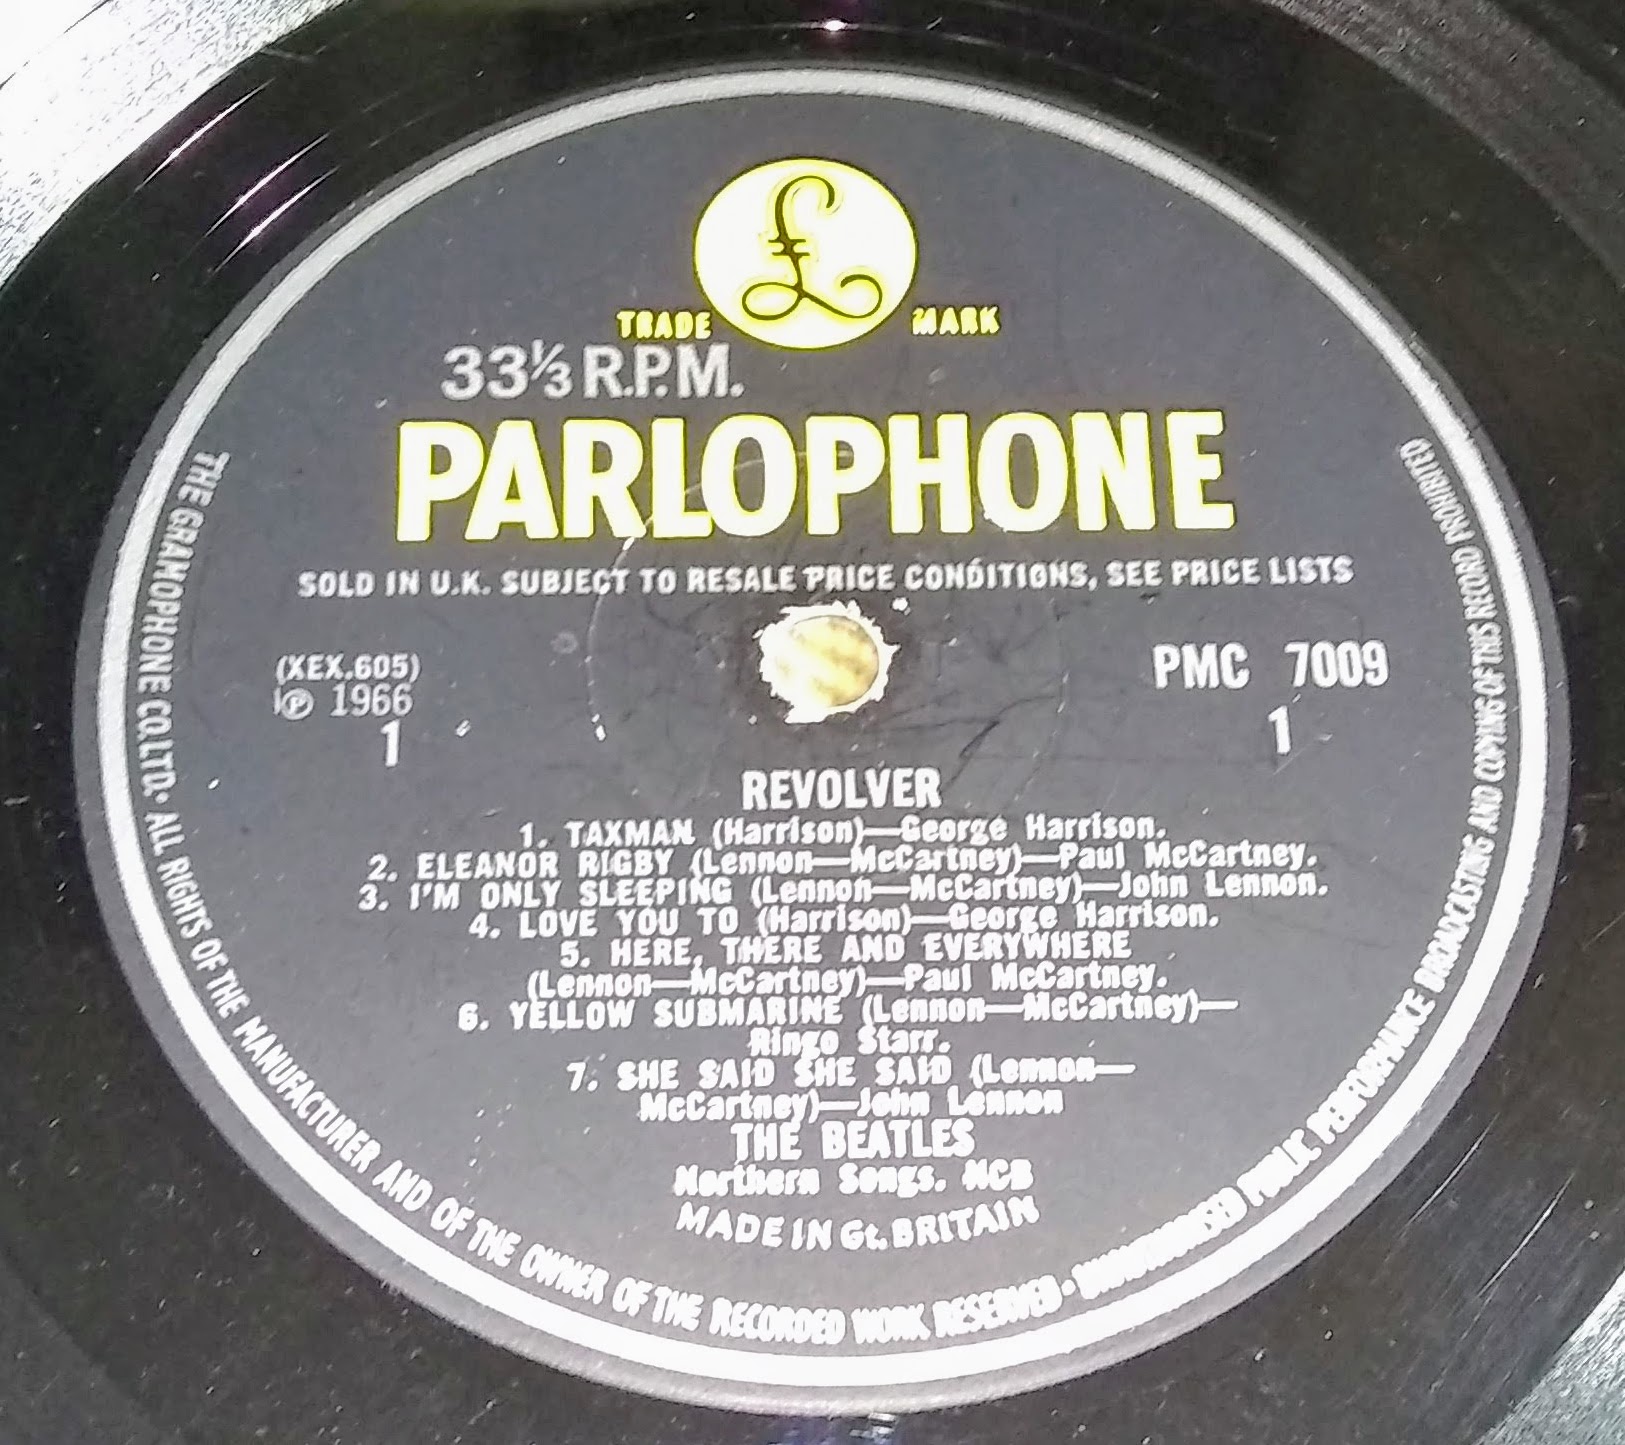 £
TRADE MARK
33⅓ R.P.M.
PARLOPHONE
SOLD IN U.K. SUBJECT TO RESALE PRICE CONDITIONS, SEE PRICE LISTS
(XEX.605)
℗ 1966
1
PMC 7009
1
REVOLVER
1. TAXMAN (Harrison)—George Harrison.
2. ELEANOR RIGBY (Lennon—McCartney)—Paul McCartney.
3. I'M ONLY SLEEPING (Lennon—McCartney)—John Lennon.
4. LOVE YOU TO (Harrison)—George Harrison.
5. HERE, THERE AND EVERYWHERE
(Lennon—McCartney)—Paul McCartney.
6. YELLOW SUBMARINE (Lennon—McCartney)—
Ringo Starr.
7. SHE SAID SHE SAID (Lennon—
McCartney)—John Lennon
THE BEATLES
Northern Songs. NCB
MADE IN Gt. BRITAIN
THE GRAMOPHONE CO. LTD. · ALL RIGHTS OF THE MANUFACTURER AND OF THE OWNER OF THE RECORDED WORK RESERVED · UNAUTHORISED PUBLIC PERFORMANCE BROADCASTING AND COPYING OF THIS RECORD PROHIBITED